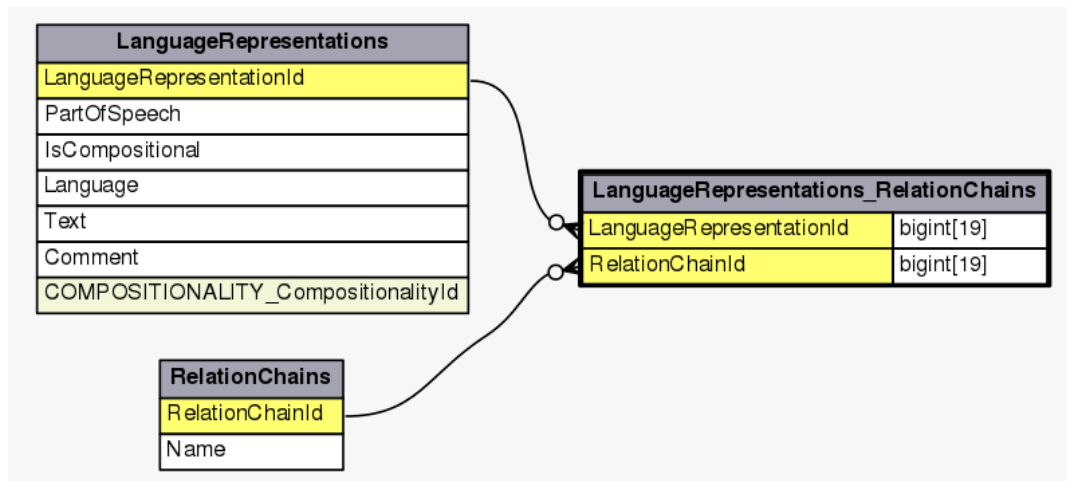 LanguageRepresentations
LanguageRepresentationId
PartOfSpeech
IsCompositional
Language
Text
Comment
COMPOSITIONALITY_CompositionalityId
LanguageRepresentations_RelationChains
LanguageRepresentationId bigint[19]
RelationChainId bigint[19]
RelationChains
RelationChainId
Name